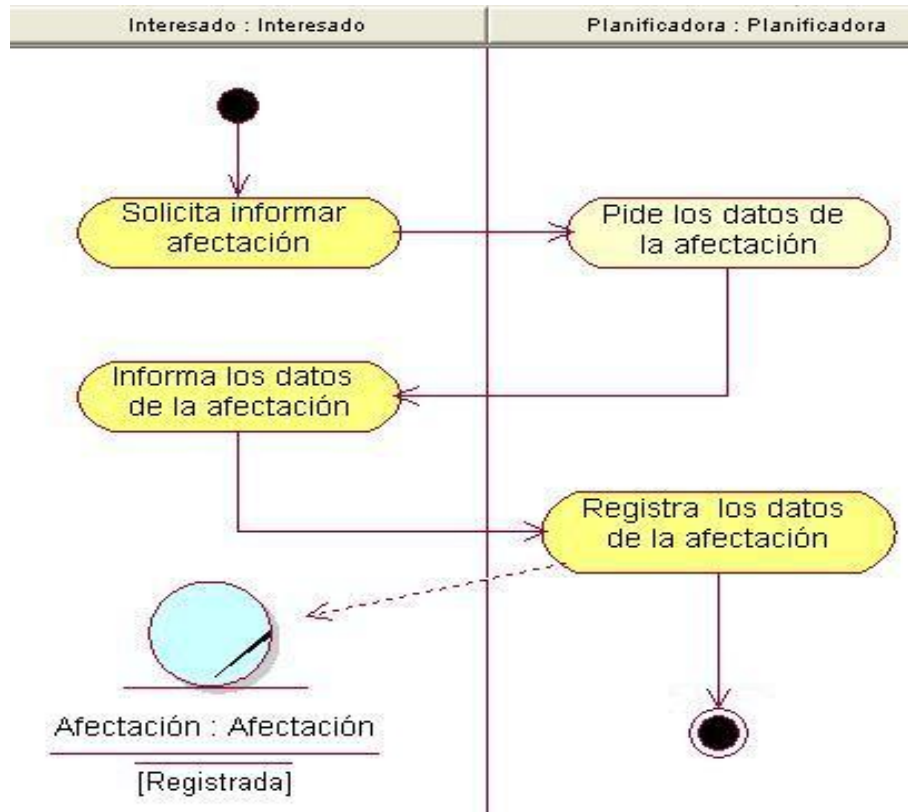 Interesado : Interesado
Planificadora : Planificadora
Solicita informar
afectación
Pide los datos de
la afectación
Informa los datos
de la afectación
Registra los datos
de la afectación
Afectación : Afectación
[Registrada]